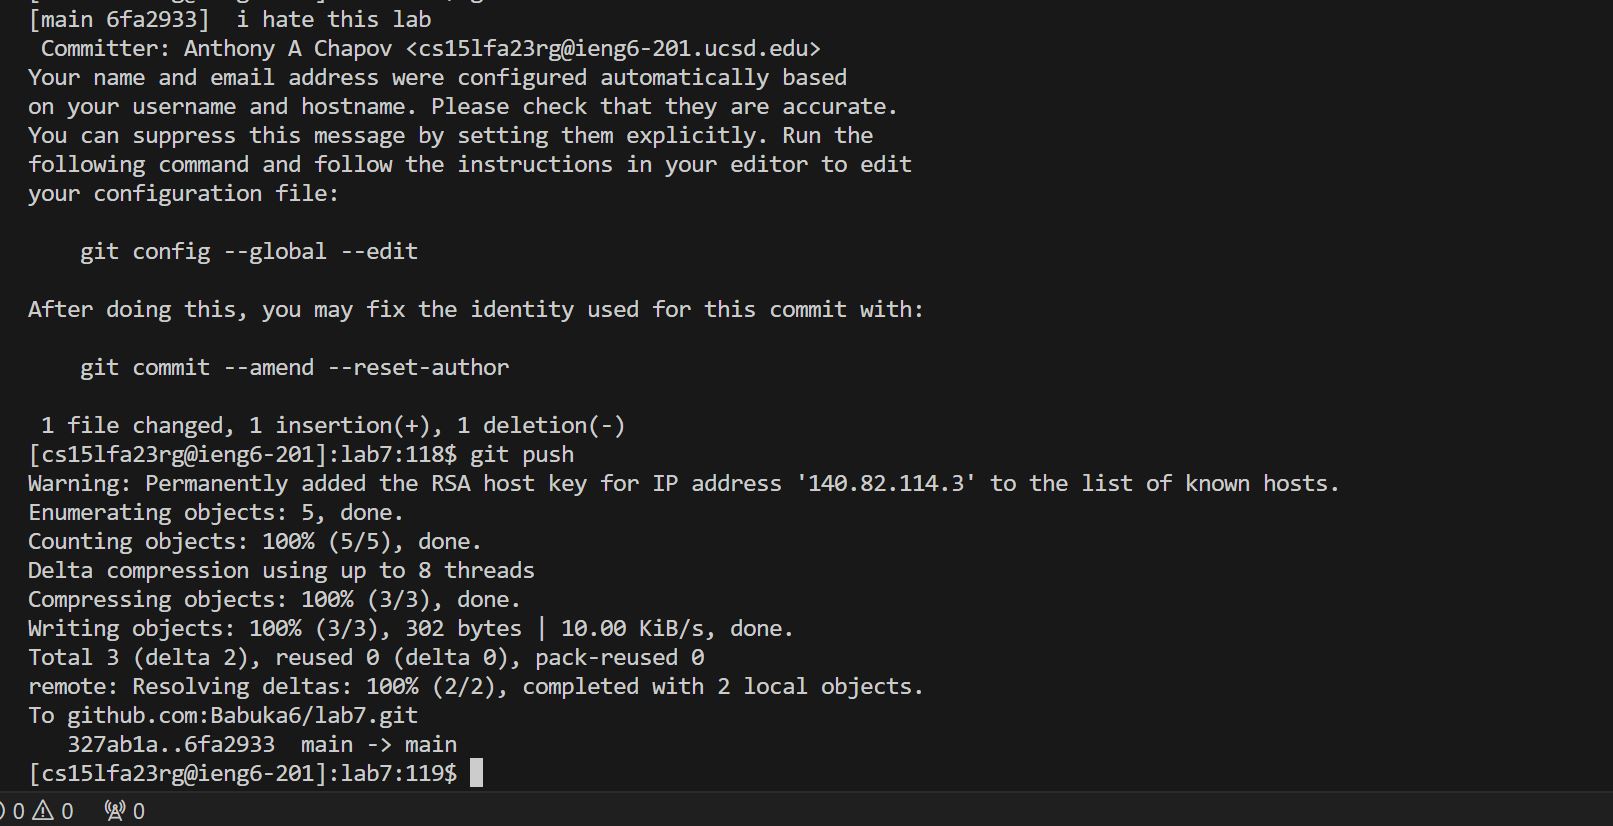 [main 6fa2933]  i hate this lab
 Committer: Anthony A Chapov <cs15lfa23rg@ieng6-201.ucsd.edu>
Your name and email address were configured automatically based
on your username and hostname. Please check that they are accurate.
You can suppress this message by setting them explicitly. Run the
following command and follow the instructions in your editor to edit
your configuration file:
    git config --global --edit
After doing this, you may fix the identity used for this commit with:
    git commit --amend --reset-author
 1 file changed, 1 insertion(+), 1 deletion(-)
[cs15lfa23rg@ieng6-201]:lab7:118$ git push
Warning: Permanently added the RSA host key for IP address '140.82.114.3' to the list of known hosts.
Enumerating objects: 5, done.
Counting objects: 100% (5/5), done.
Delta compression using up to 8 threads
Compressing objects: 100% (3/3), done.
Writing objects: 100% (3/3), 302 bytes | 10.00 KiB/s, done.
Total 3 (delta 2), reused 0 (delta 0), pack-reused 0
remote: Resolving deltas: 100% (2/2), completed with 2 local objects.
To github.com:Babuka6/lab7.git
   327ab1a..6fa2933  main -> main
[cs15lfa23rg@ieng6-201]:lab7:119$
0 0 0